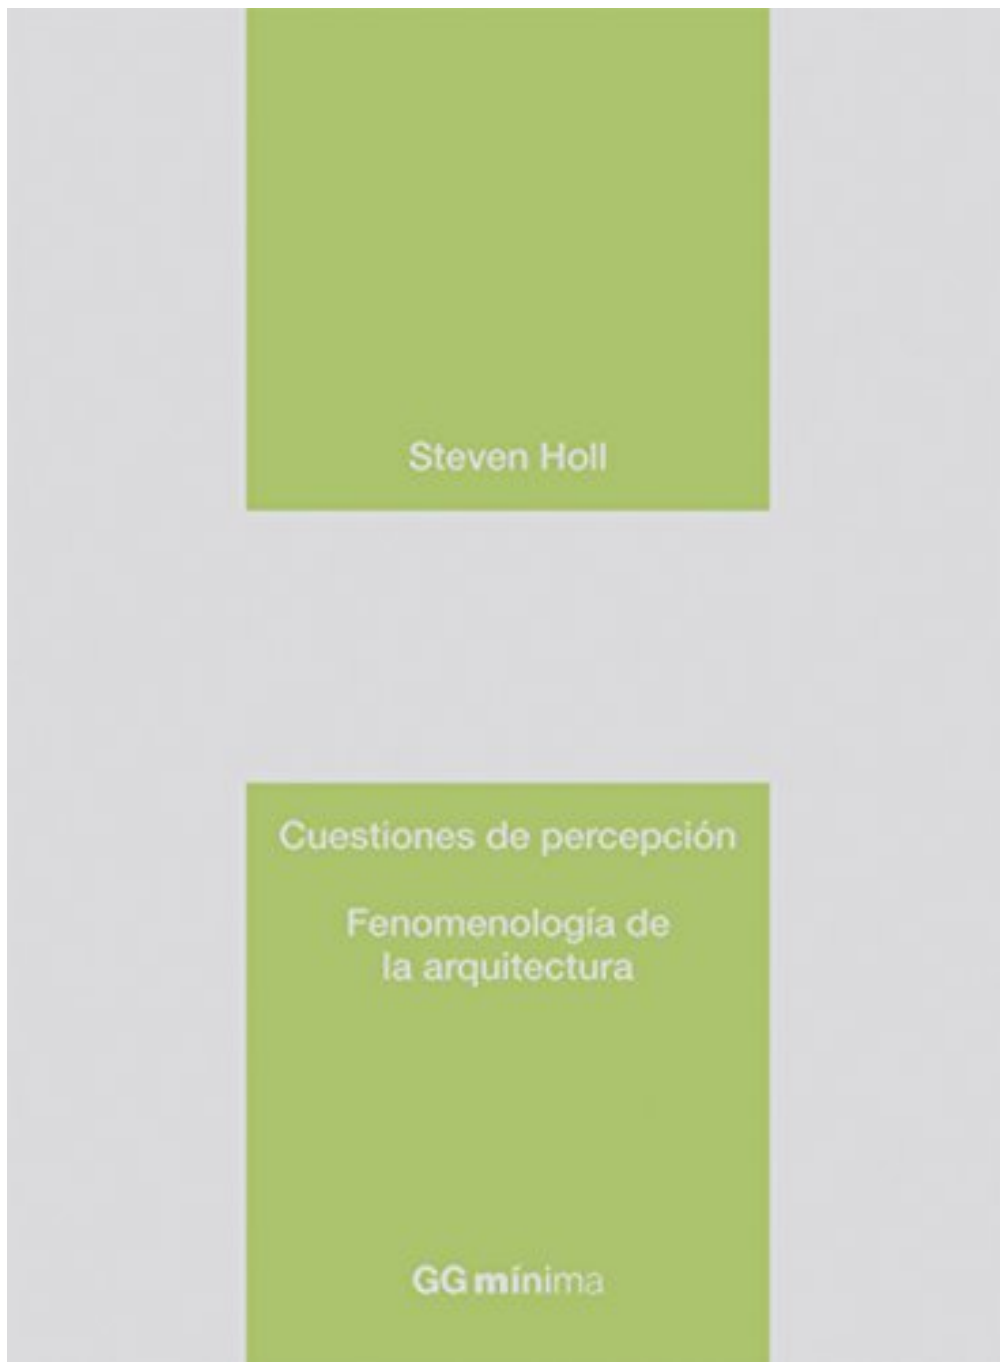 Steven Holl
Cuestiones de percepción
Fenomenología de
la arquitectura
GG mínima